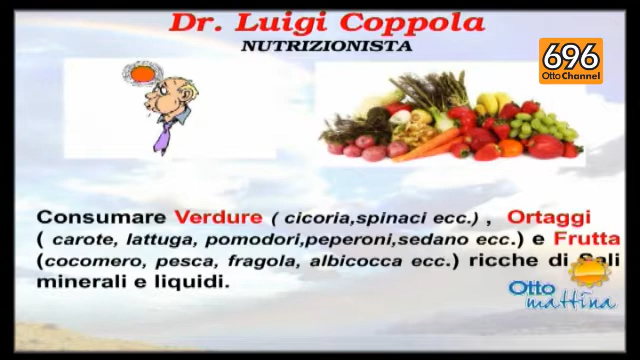 Dr. Luigi Coppola
NUTRIZIONISTA
696
Otto Channel
Consumare Verdure ( cicoria,spinaci ecc.) , Ortaggi
( carote, lattuga, pomodori,peperoni,sedano ecc.) e Frutta
(cocomero, pesca, fragola, albicocca ecc.) ricche di Sali
minerali e liquidi.
Otto
mattina